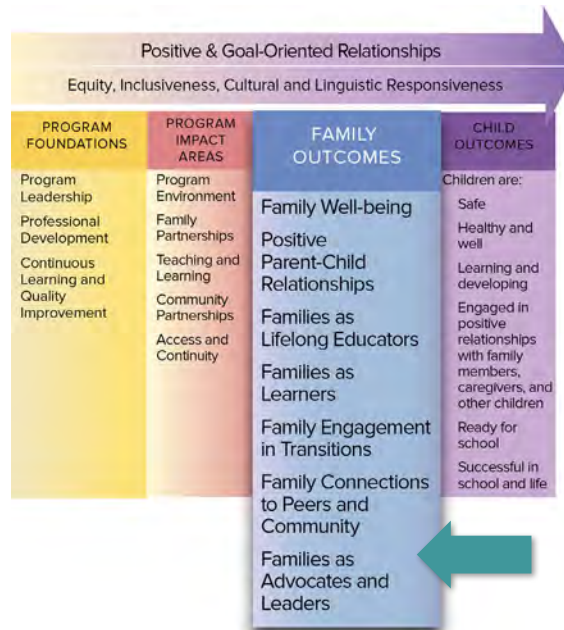 Positive & Goal-Oriented Relationships
Equity, Inclusiveness, Cultural and Linguistic Responsiveness
PROGRAM
FOUNDATIONS
Program
Leadership
Professional
Development
Continuous
Learning and
Quality
Improvement
PROGRAM
IMPACT
AREAS
Program
Environment
Family
Partnerships
Teaching and
Learning
Community
Partnerships
Access and
Continuity
FAMILY
OUTCOMES
Family Well-being
Positive
Parent-Child
Relationships
Families as
Lifelong Educators
Families as
Learners
Family Engagement
in Transitions
Family Connections
to Peers and
Community
Families as
Advocates and
Leaders
CHILD
OUTCOMES
Children are:
Safe
Healthy and
well
Learning and
developing
Engaged in
positive
relationships
with family
members,
caregivers, and
other children
Ready for
school
Successful in
school and life